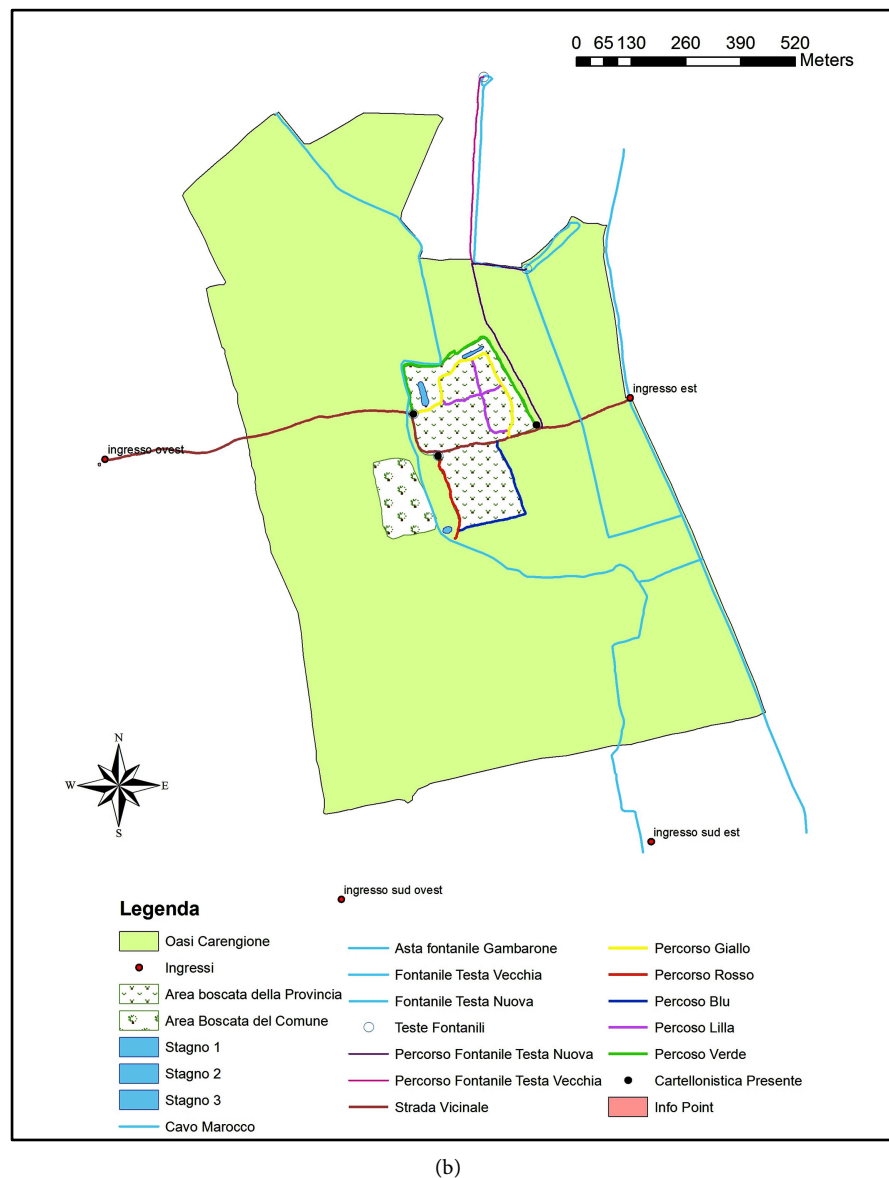 0 65 130 260 390 520
Meters
ingresso est
ingresso ovest
N
W E
S
ingresso sud est
ingresso sud ovest
Legenda
Oasi Carengione
Ingressi
Area boscata della Provincia
Area Boscata del Comune
Stagno 1
Stagno 2
Stagno 3
Cavo Marocco
Asta fontanile Gambarone
Fontanile Testa Vecchia
Fontanile Testa Nuova
Teste Fontanili
Percorso Fontanile Testa Nuova
Percorso Fontanile Testa Vecchia
Strada Vicinale
Percorso Giallo
Percorso Rosso
Percoso Blu
Percoso Lilla
Percoso Verde
Cartellonistica Presente
Info Point
(b)